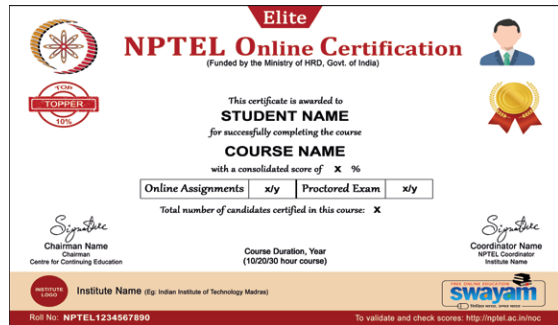 Elite
NPTEL Online Certification
(Funded by the Ministry of HRD, Govt. of India)
TOP
TOPPER
10%
This certificate is awarded to
STUDENT NAME
for successfully completing the course
COURSE NAME
with a consolidated score of X %
Online Assignments x/y Proctored Exam x/y
Total number of candidates certified in this course: X
Signature
Chairman Name
Chairman
Centre for Continuing Education
Course Duration, Year
(10/20/30 hour course)
Signature
Coordinator Name
NPTEL Coordinator
Institute Name
INSTITUTE
LOGO
Institute Name (Eg: Indian Institute of Technology Madras)
FREE ONLINE EDUCATION
swayam
Roll No: NPTEL1234567890
To validate and check scores: http://nptel.ac.in/noc